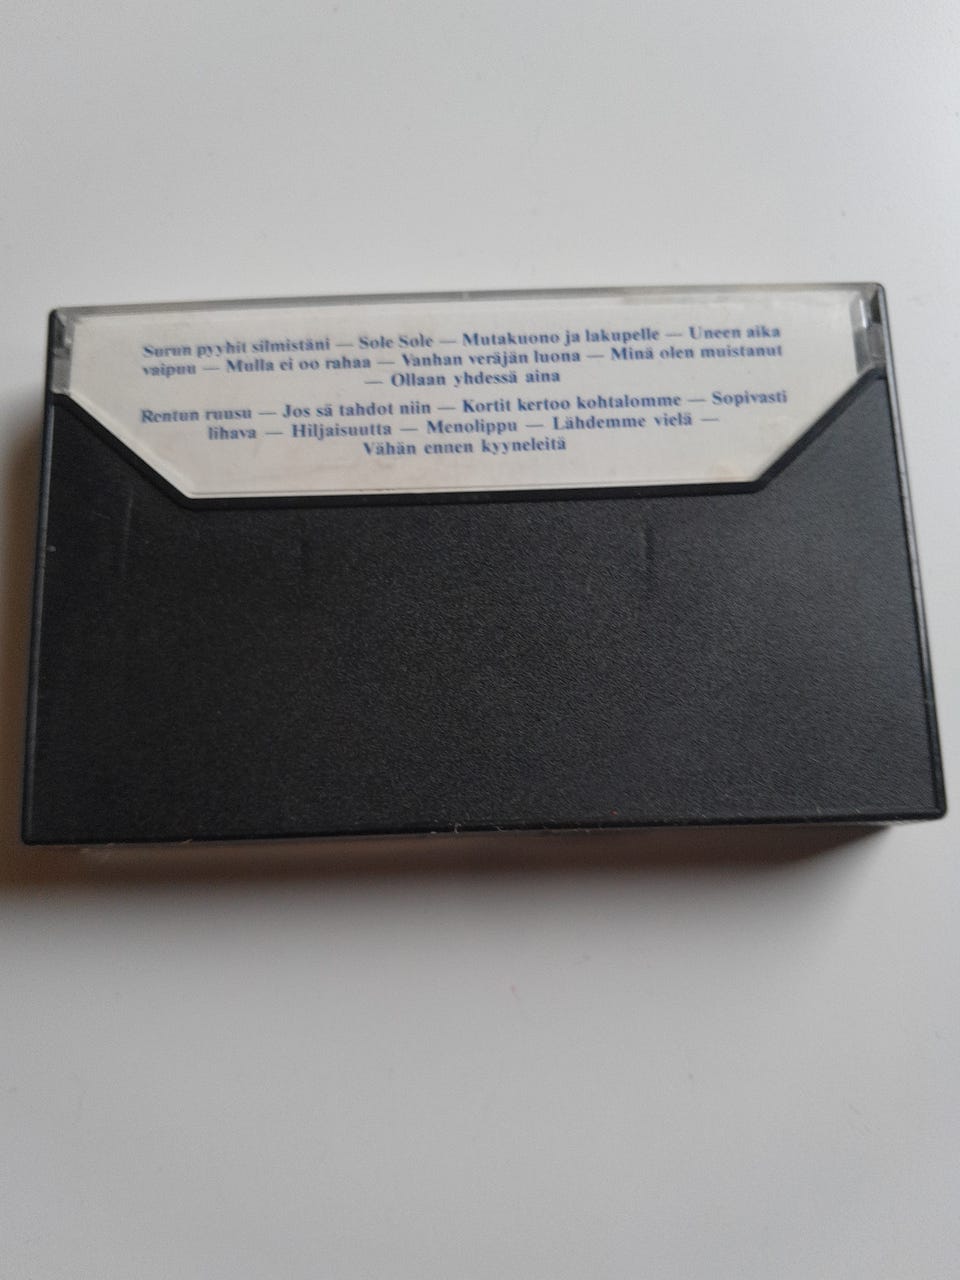 Surun pyyhit silmistäni — Sole Sole — Mutakuono ja lakupelle — Uneen aika
vaipuu — Mulla ei oo rahaa — Vanhan veräjän luona — Minä olen muistanut
— Ollaan yhdessä aina
Rentun ruusu — Jos sä tahdot niin — Kortit kertoo kohtalomme — Sopivasti
lihava — Hiljaisuutta — Menolippu — Lähdemme vielä —
Vähän ennen kyyneleitä